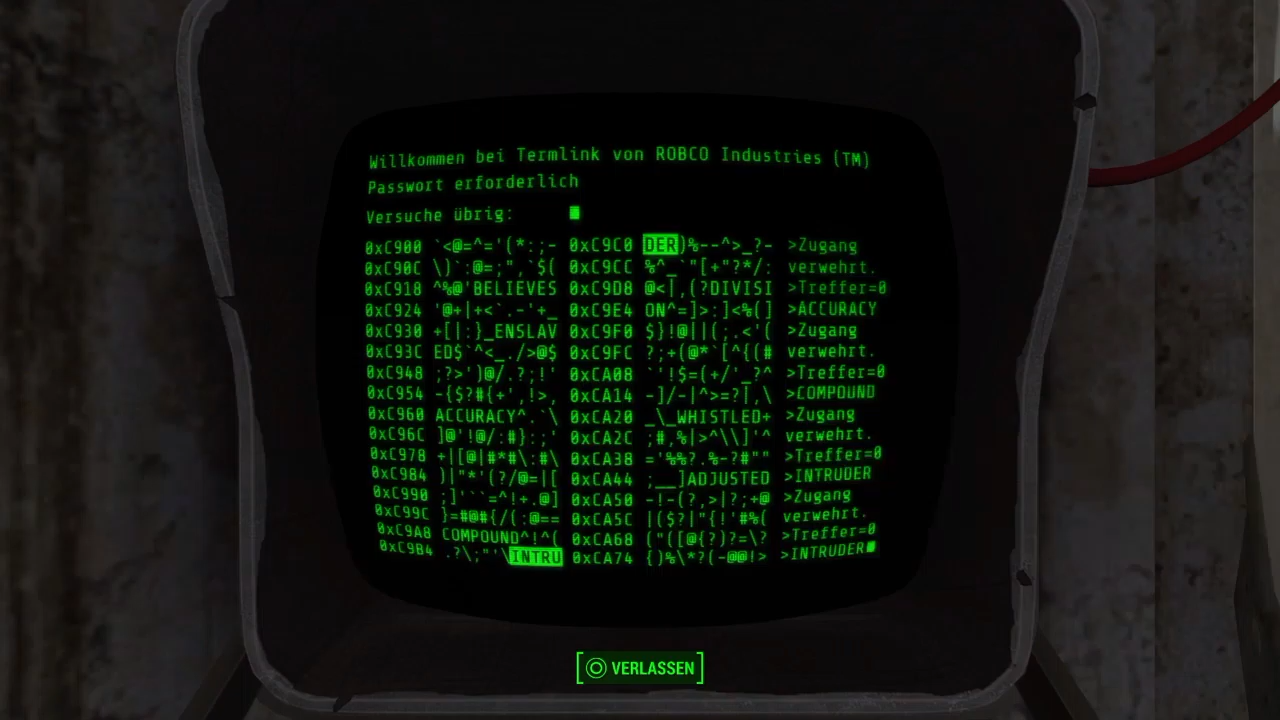 Willkommen bei Termlink von ROBCO Industries (TM)
Passwort erforderlich
Versuche übrig:
0xC900 `<@=^='(*:;- 0xC9C0 DER)%--^>_?- >Zugang
0xC90C \)`:@=;",`$( 0xC9CC %^_`"[+"?*/: verwehrt.
0xC918 ^%@'BELIEVES 0xC9D8 @<|,(?DIVISI >Treffer=0
0xC924 '@+|+<`.-'+_ 0xC9E4 ON^=]>:]<%(] >ACCURACY
0xC930 +[|:}_ENSLAV 0xC9F0 $}!@||(;.<'( >Zugang
0xC93C ED$`^<_./>@$ 0xC9FC ?;+(@*`[^{(# verwehrt.
0xC948 ;?>')@/.?;!' 0xCA08 ``'!$=(+/'_?^ >Treffer=0
0xC954 -{$?#{+',!>, 0xCA14 -]/-|^>=?|,\ >COMPOUND
0xC960 ACCURACY^.`\ 0xCA20 _\_WHISTLED+ >Zugang
0xC96C ]@'!@/:#}:;' 0xCA2C ;#,%|>^\\]'^ verwehrt.
0xC978 +|[@|#*#\:#\ 0xCA38 ='%%?.%-?#"" >Treffer=0
0xC984 )|"*'(?/@=|[ 0xCA44 ;__]ADJUSTED >INTRUDER
0xC990 ;]'``=^!+.@] 0xCA50 -!-(?,>|?;+@ >Zugang
0xC99C }=#@#{/(:@== 0xCA5C |($?|"{!'#%( verwehrt.
0xC9A8 COMPOUND^!^( 0xCA68 ("([@{?)?=\? >Treffer=0
0xC9B4 .?\;"'\INTRU 0xCA74 {)%\*?(-@@!> >INTRUDER
VERLASSEN